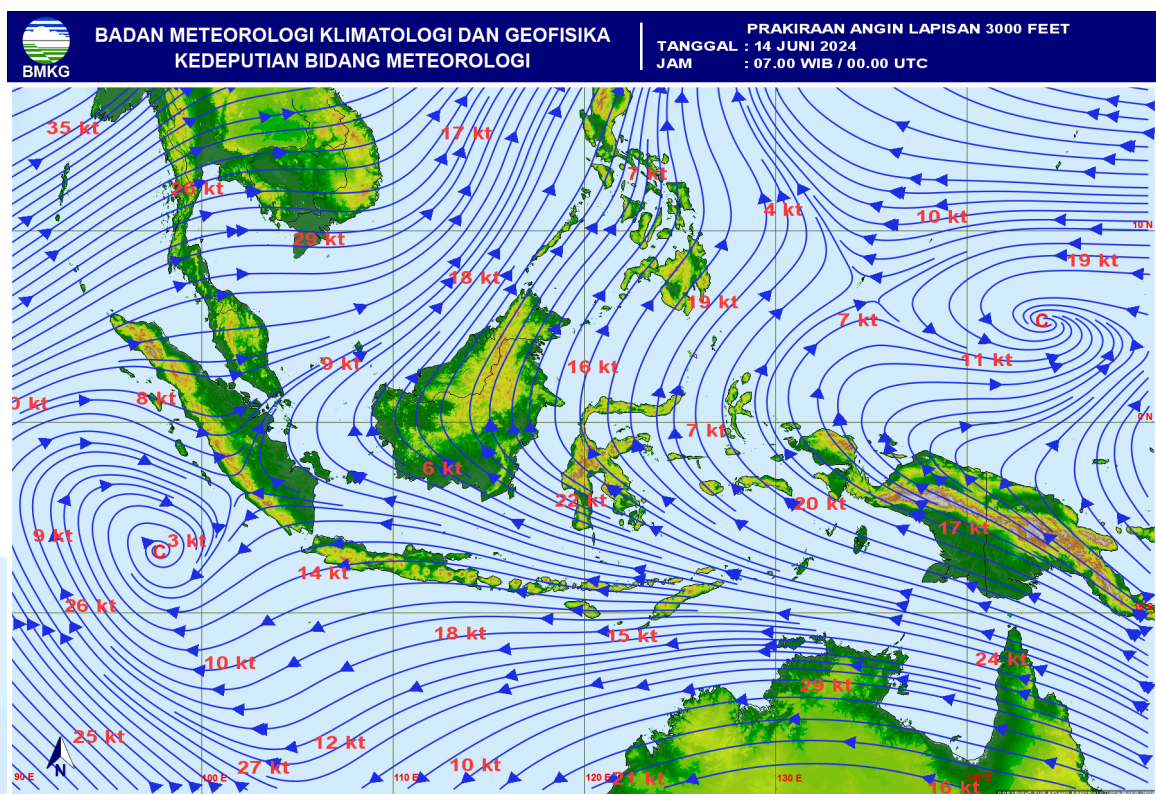 BMKG
BADAN METEOROLOGI KLIMATOLOGI DAN GEOFISIKA
KEDEPUTIAN BIDANG METEOROLOGI
PRAKIRAAN ANGIN LAPISAN 3000 FEET
TANGGAL : 14 JUNI 2024
JAM : 07.00 WIB / 00.00 UTC
35 kt
17 kt
26 kt
7 kt
4 kt
10 kt
10 N
29 kt
19 kt
18 kt
19 kt
7 kt
C
9 kt
16 kt
11 kt
8 kt
0 kt
0 N
7 kt
6 kt
22 kt
20 kt
17 kt
9 kt
3 kt
C
14 kt
26 kt
18 kt
15 kt
10 kt
24 kt
29 kt
25 kt
12 kt
27 kt
10 kt
21 kt
16 kt
N
90 E
100 E
110 E
120 E
130 E